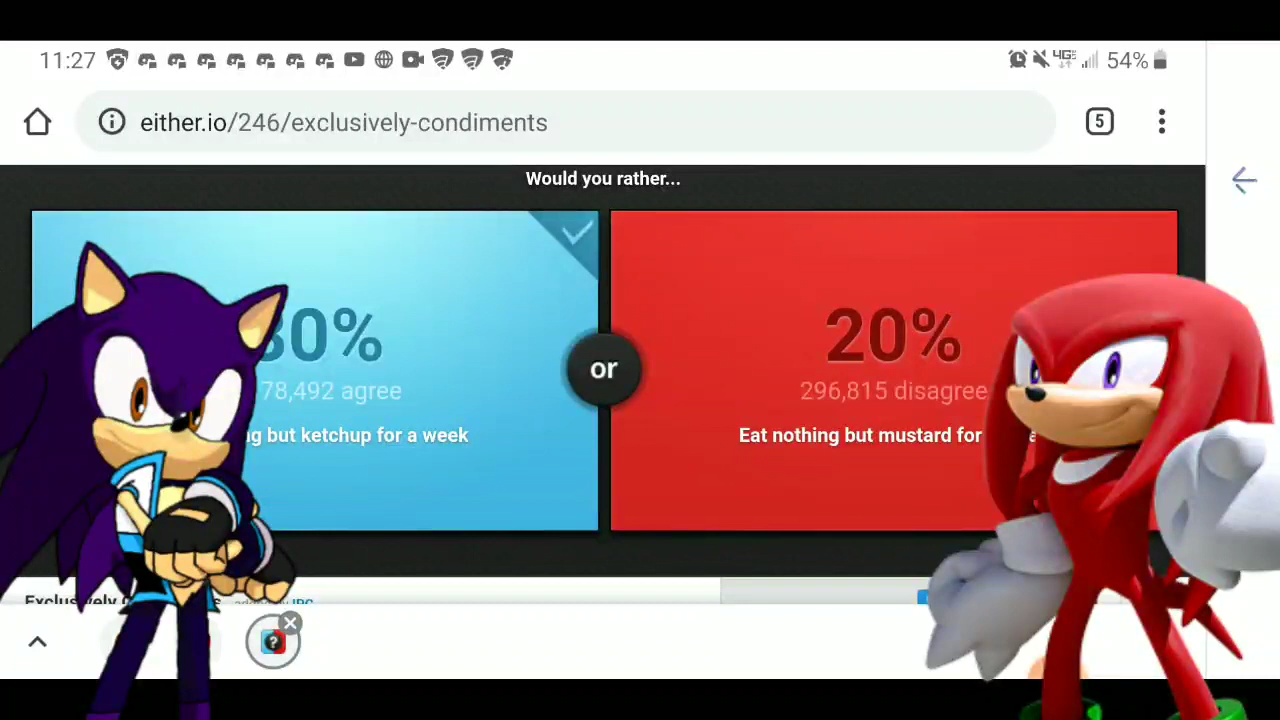 11:27
4GE 54%
either.io/246/exclusively-condiments
5
Would you rather...
0% 20%
78,492 agree 296,815 disagree
but ketchup for a week Eat nothing but mustard for
or
?